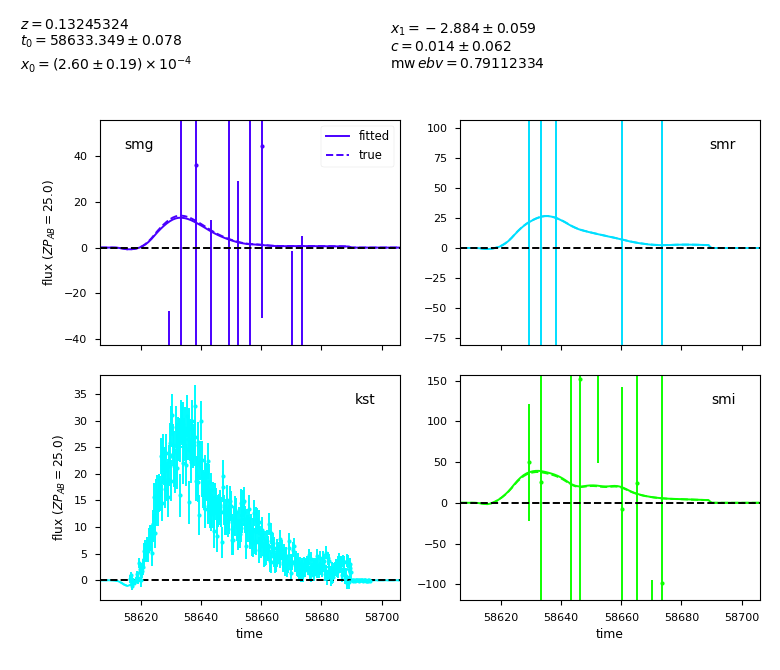 z = 0.13245324
t₀ = 58633.349 ± 0.078
x₀ = (2.60 ± 0.19) × 10⁻⁴
x₁ = −2.884 ± 0.059
c = 0.014 ± 0.062
mw ebv = 0.79112334
smg
fitted
true
40
20
0
−20
−40
flux (ZP_AB = 25.0)
smr
100
75
50
25
0
−25
−50
−75
kst
35
30
25
20
15
10
5
0
flux (ZP_AB = 25.0)
58620 58640 58660 58680 58700
time
smi
150
100
50
0
−50
−100
58620 58640 58660 58680 58700
time